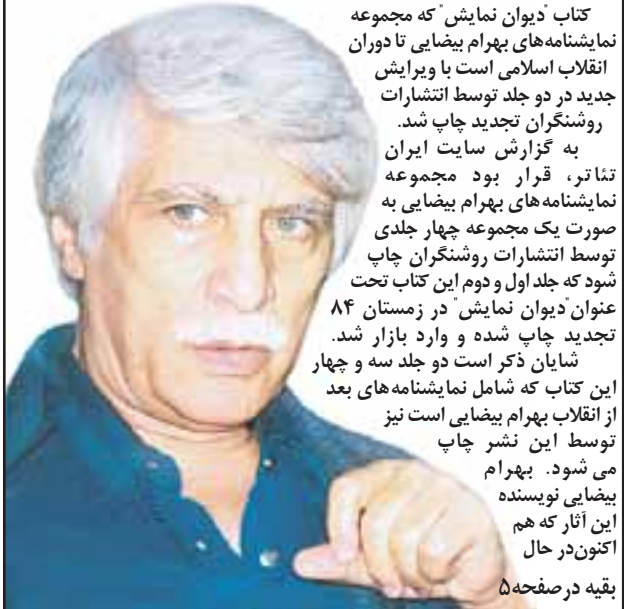 کتاب "دیوان نمایش" که مجموعه
نمایشنامه‌های بهرام بیضایی تا دوران
انقلاب اسلامی است با ویرایش
جدید در دو جلد توسط انتشارات
روشنگران تجدید چاپ شد.
به گزارش سایت ایران
تئاتر، قرار بود مجموعه
نمایشنامه‌های بهرام بیضایی به
صورت یک مجموعه چهار جلدی
توسط انتشارات روشنگران چاپ
شود که جلد اول و دوم این کتاب تحت
عنوان "دیوان نمایش" در زمستان ۸۴
تجدید چاپ شده و وارد بازار شد.
شایان ذکر است دو جلد سه و چهار
این کتاب که شامل نمایشنامه‌های بعد
از انقلاب بهرام بیضایی است نیز
توسط این نشر چاپ
می شود. بهرام
بیضایی نویسنده
این آثار که هم
اکنون‌در حال
بقیه درصفحه۵